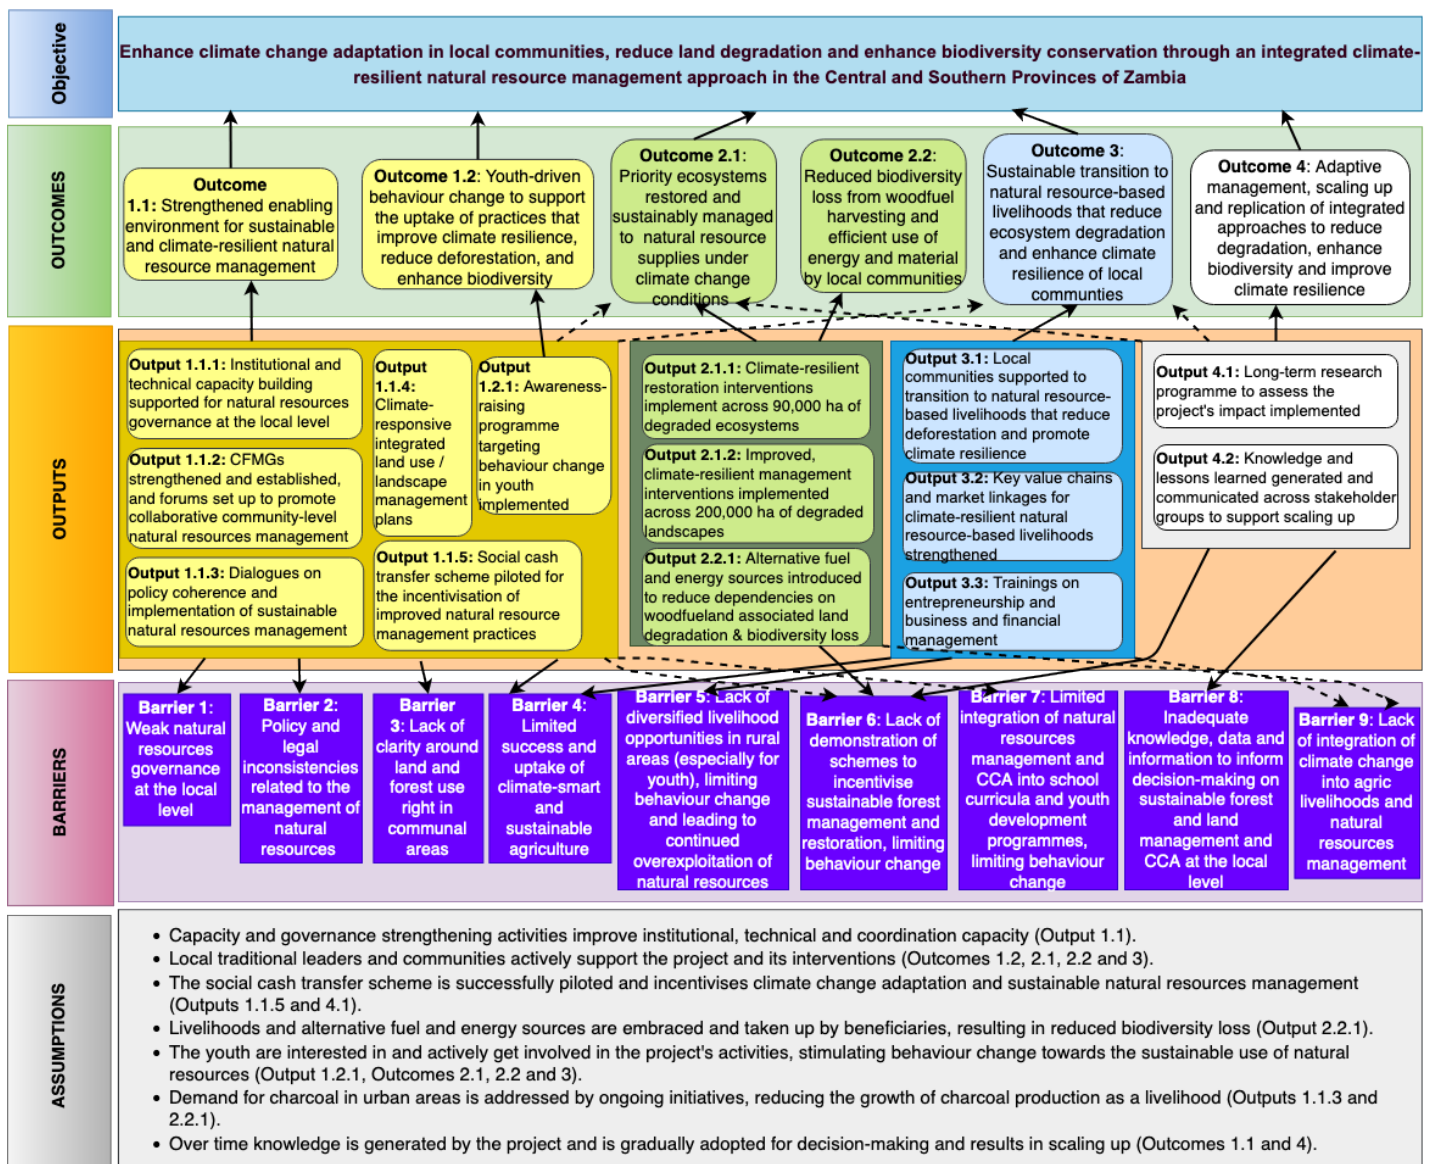 Objective
Enhance climate change adaptation in local communities, reduce land degradation and enhance biodiversity conservation through an integrated climate-
resilient natural resource management approach in the Central and Southern Provinces of Zambia
OUTCOMES
Outcome
1.1: Strengthened enabling
environment for sustainable
and climate-resilient natural
resource management
Outcome 1.2: Youth-driven
behaviour change to support
the uptake of practices that
improve climate resilience,
reduce deforestation, and
enhance biodiversity
Outcome 2.1:
Priority ecosystems
restored and
sustainably managed
to natural resource
supplies under
climate change
conditions
Outcome 2.2:
Reduced biodiversity
loss from woodfuel
harvesting and
efficient use of
energy and material
by local communities
Outcome 3:
Sustainable transition to
natural resource-based
livelihoods that reduce
ecosystem degradation
and enhance climate
resilience of local
communties
Outcome 4: Adaptive
management, scaling up
and replication of integrated
approaches to reduce
degradation, enhance
biodiversity and improve
climate resilience
OUTPUTS
Output 1.1.1: Institutional and
technical capacity building
supported for natural resources
governance at the local level
Output 1.1.2: CFMGs
strengthened and established,
and forums set up to promote
collaborative community-level
natural resources management
Output 1.1.3: Dialogues on
policy coherence and
implementation of sustainable
natural resources management
Output
1.1.4:
Climate-
responsive
integrated
land use /
landscape
management
plans
Output
1.2.1: Awareness-
raising
programme
targeting
behaviour change
in youth
implemented
Output 1.1.5: Social cash
transfer scheme piloted for
the incentivisation of
improved natural resource
management practices
Output 2.1.1: Climate-resilient
restoration interventions
implement across 90,000 ha of
degraded ecosystems
Output 2.1.2: Improved,
climate-resilient management
interventions implemented
across 200,000 ha of degraded
landscapes
Output 2.2.1: Alternative fuel
and energy sources introduced
to reduce dependencies on
woodfueland associated land
degradation & biodiversity loss
Output 3.1: Local
communities supported to
transition to natural resource-
based livelihoods that reduce
deforestation and promote
climate resilience
Output 3.2: Key value chains
and market linkages for
climate-resilient natural
resource-based livelihoods
strengthened
Output 3.3: Trainings on
entrepreneurship and
business and financial
management
Output 4.1: Long-term research
programme to assess the
project's impact implemented
Output 4.2: Knowledge and
lessons learned generated and
communicated across stakeholder
groups to support scaling up
BARRIERS
Barrier 1:
Weak natural
resources
governance
at the local
level
Barrier 2:
Policy and
legal
inconsistencies
related to the
management of
natural
resources
Barrier
3: Lack of
clarity around
land and
forest use
right in
communal
areas
Barrier 4:
Limited
success and
uptake of
climate-smart
and
sustainable
agriculture
Barrier 5: Lack of
diversified livelihood
opportunities in rural
areas (especially for
youth), limiting
behaviour change
and leading to
continued
overexploitation of
natural resources
Barrier 6: Lack of
demonstration of
schemes to
incentivise
sustainable forest
management and
restoration, limiting
behaviour change
Barrier 7: Limited
integration of natural
resources
management and
CCA into school
curricula and youth
development
programmes,
limiting behaviour
change
Barrier 8:
Inadequate
knowledge, data and
information to inform
decision-making on
sustainable forest
and land
management and
CCA at the local
level
Barrier 9: Lack
of integration of
climate change
into agric
livelihoods and
natural
resources
management
ASSUMPTIONS
• Capacity and governance strengthening activities improve institutional, technical and coordination capacity (Output 1.1).
• Local traditional leaders and communities actively support the project and its interventions (Outcomes 1.2, 2.1, 2.2 and 3).
• The social cash transfer scheme is successfully piloted and incentivises climate change adaptation and sustainable natural resources management
(Outputs 1.1.5 and 4.1).
• Livelihoods and alternative fuel and energy sources are embraced and taken up by beneficiaries, resulting in reduced biodiversity loss (Output 2.2.1).
• The youth are interested in and actively get involved in the project's activities, stimulating behaviour change towards the sustainable use of natural
resources (Output 1.2.1, Outcomes 2.1, 2.2 and 3).
• Demand for charcoal in urban areas is addressed by ongoing initiatives, reducing the growth of charcoal production as a livelihood (Outputs 1.1.3 and
2.2.1).
• Over time knowledge is generated by the project and is gradually adopted for decision-making and results in scaling up (Outcomes 1.1 and 4).